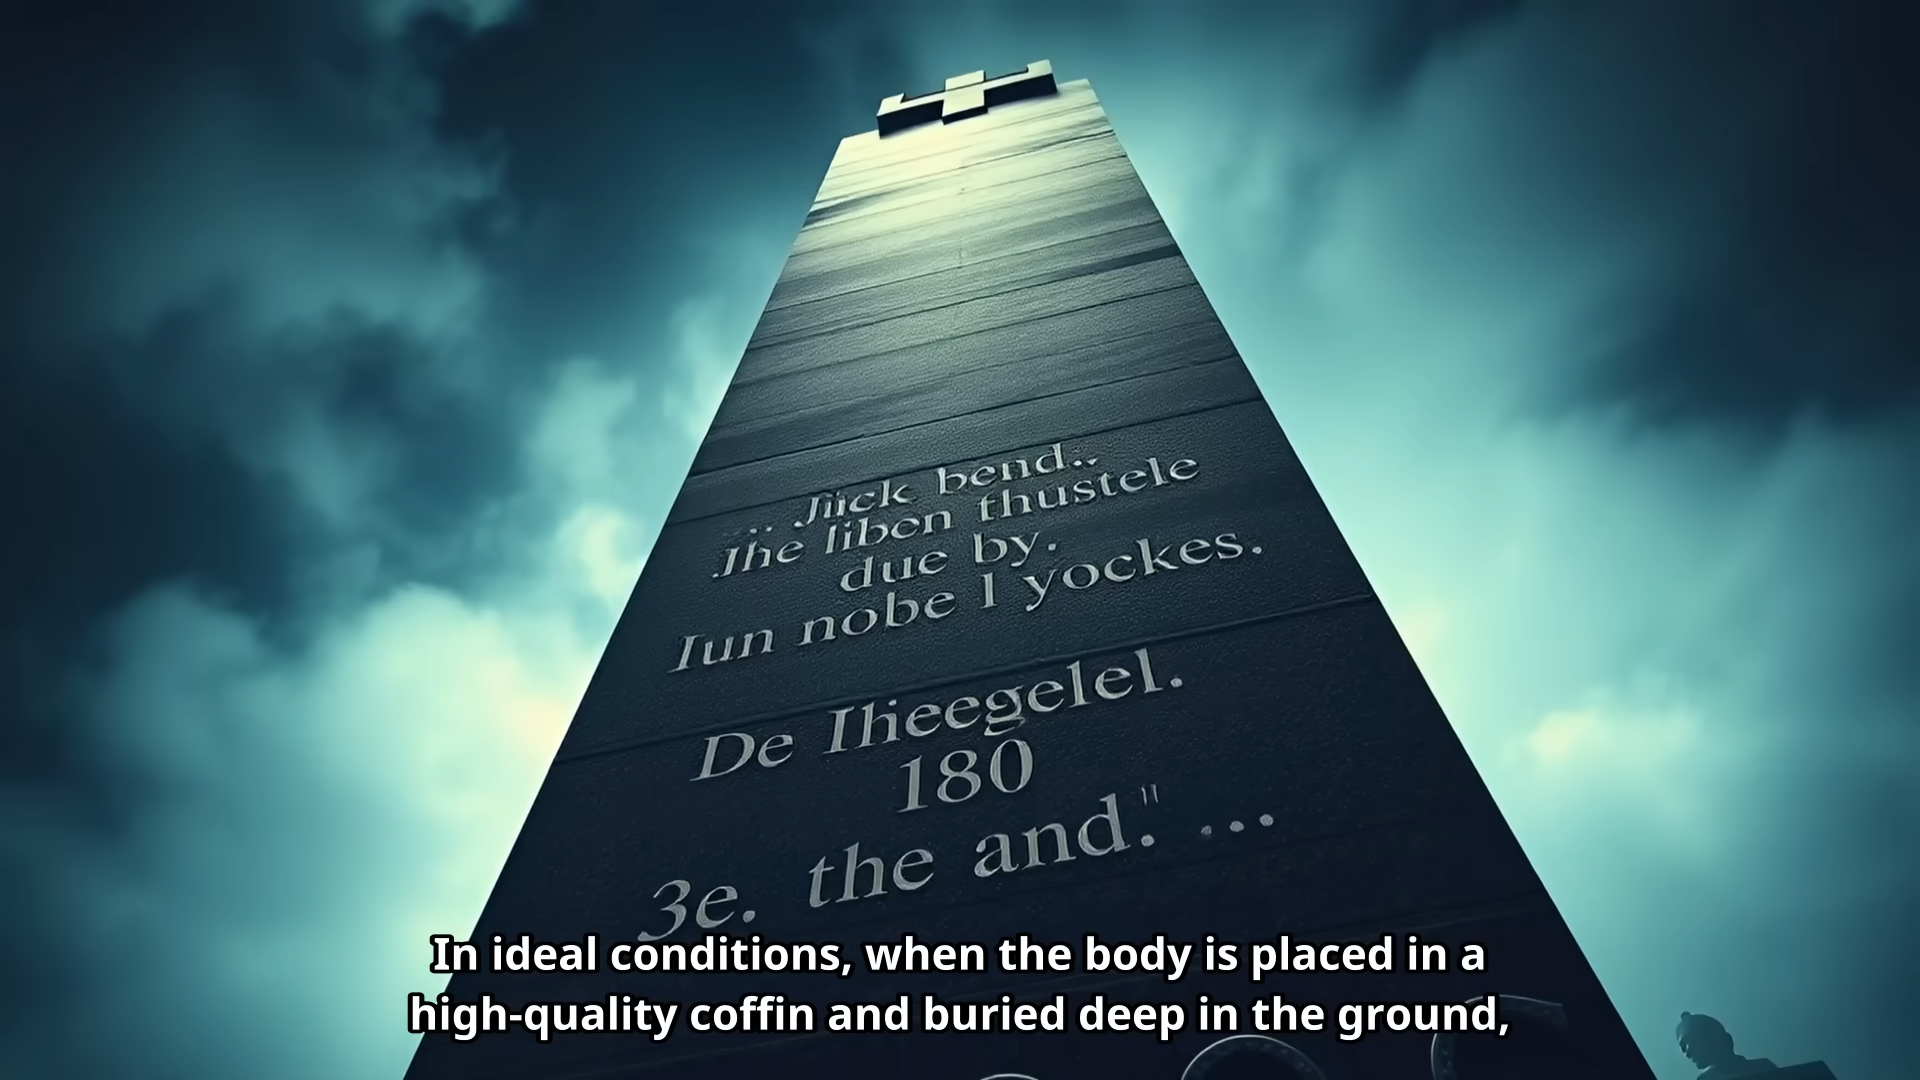 .. Jück bend..
Jhe liben thustele
due by.
Iun nobe l yockes.
De Iheegelel.
180
3e. the and." ...
In ideal conditions, when the body is placed in a
high-quality coffin and buried deep in the ground,